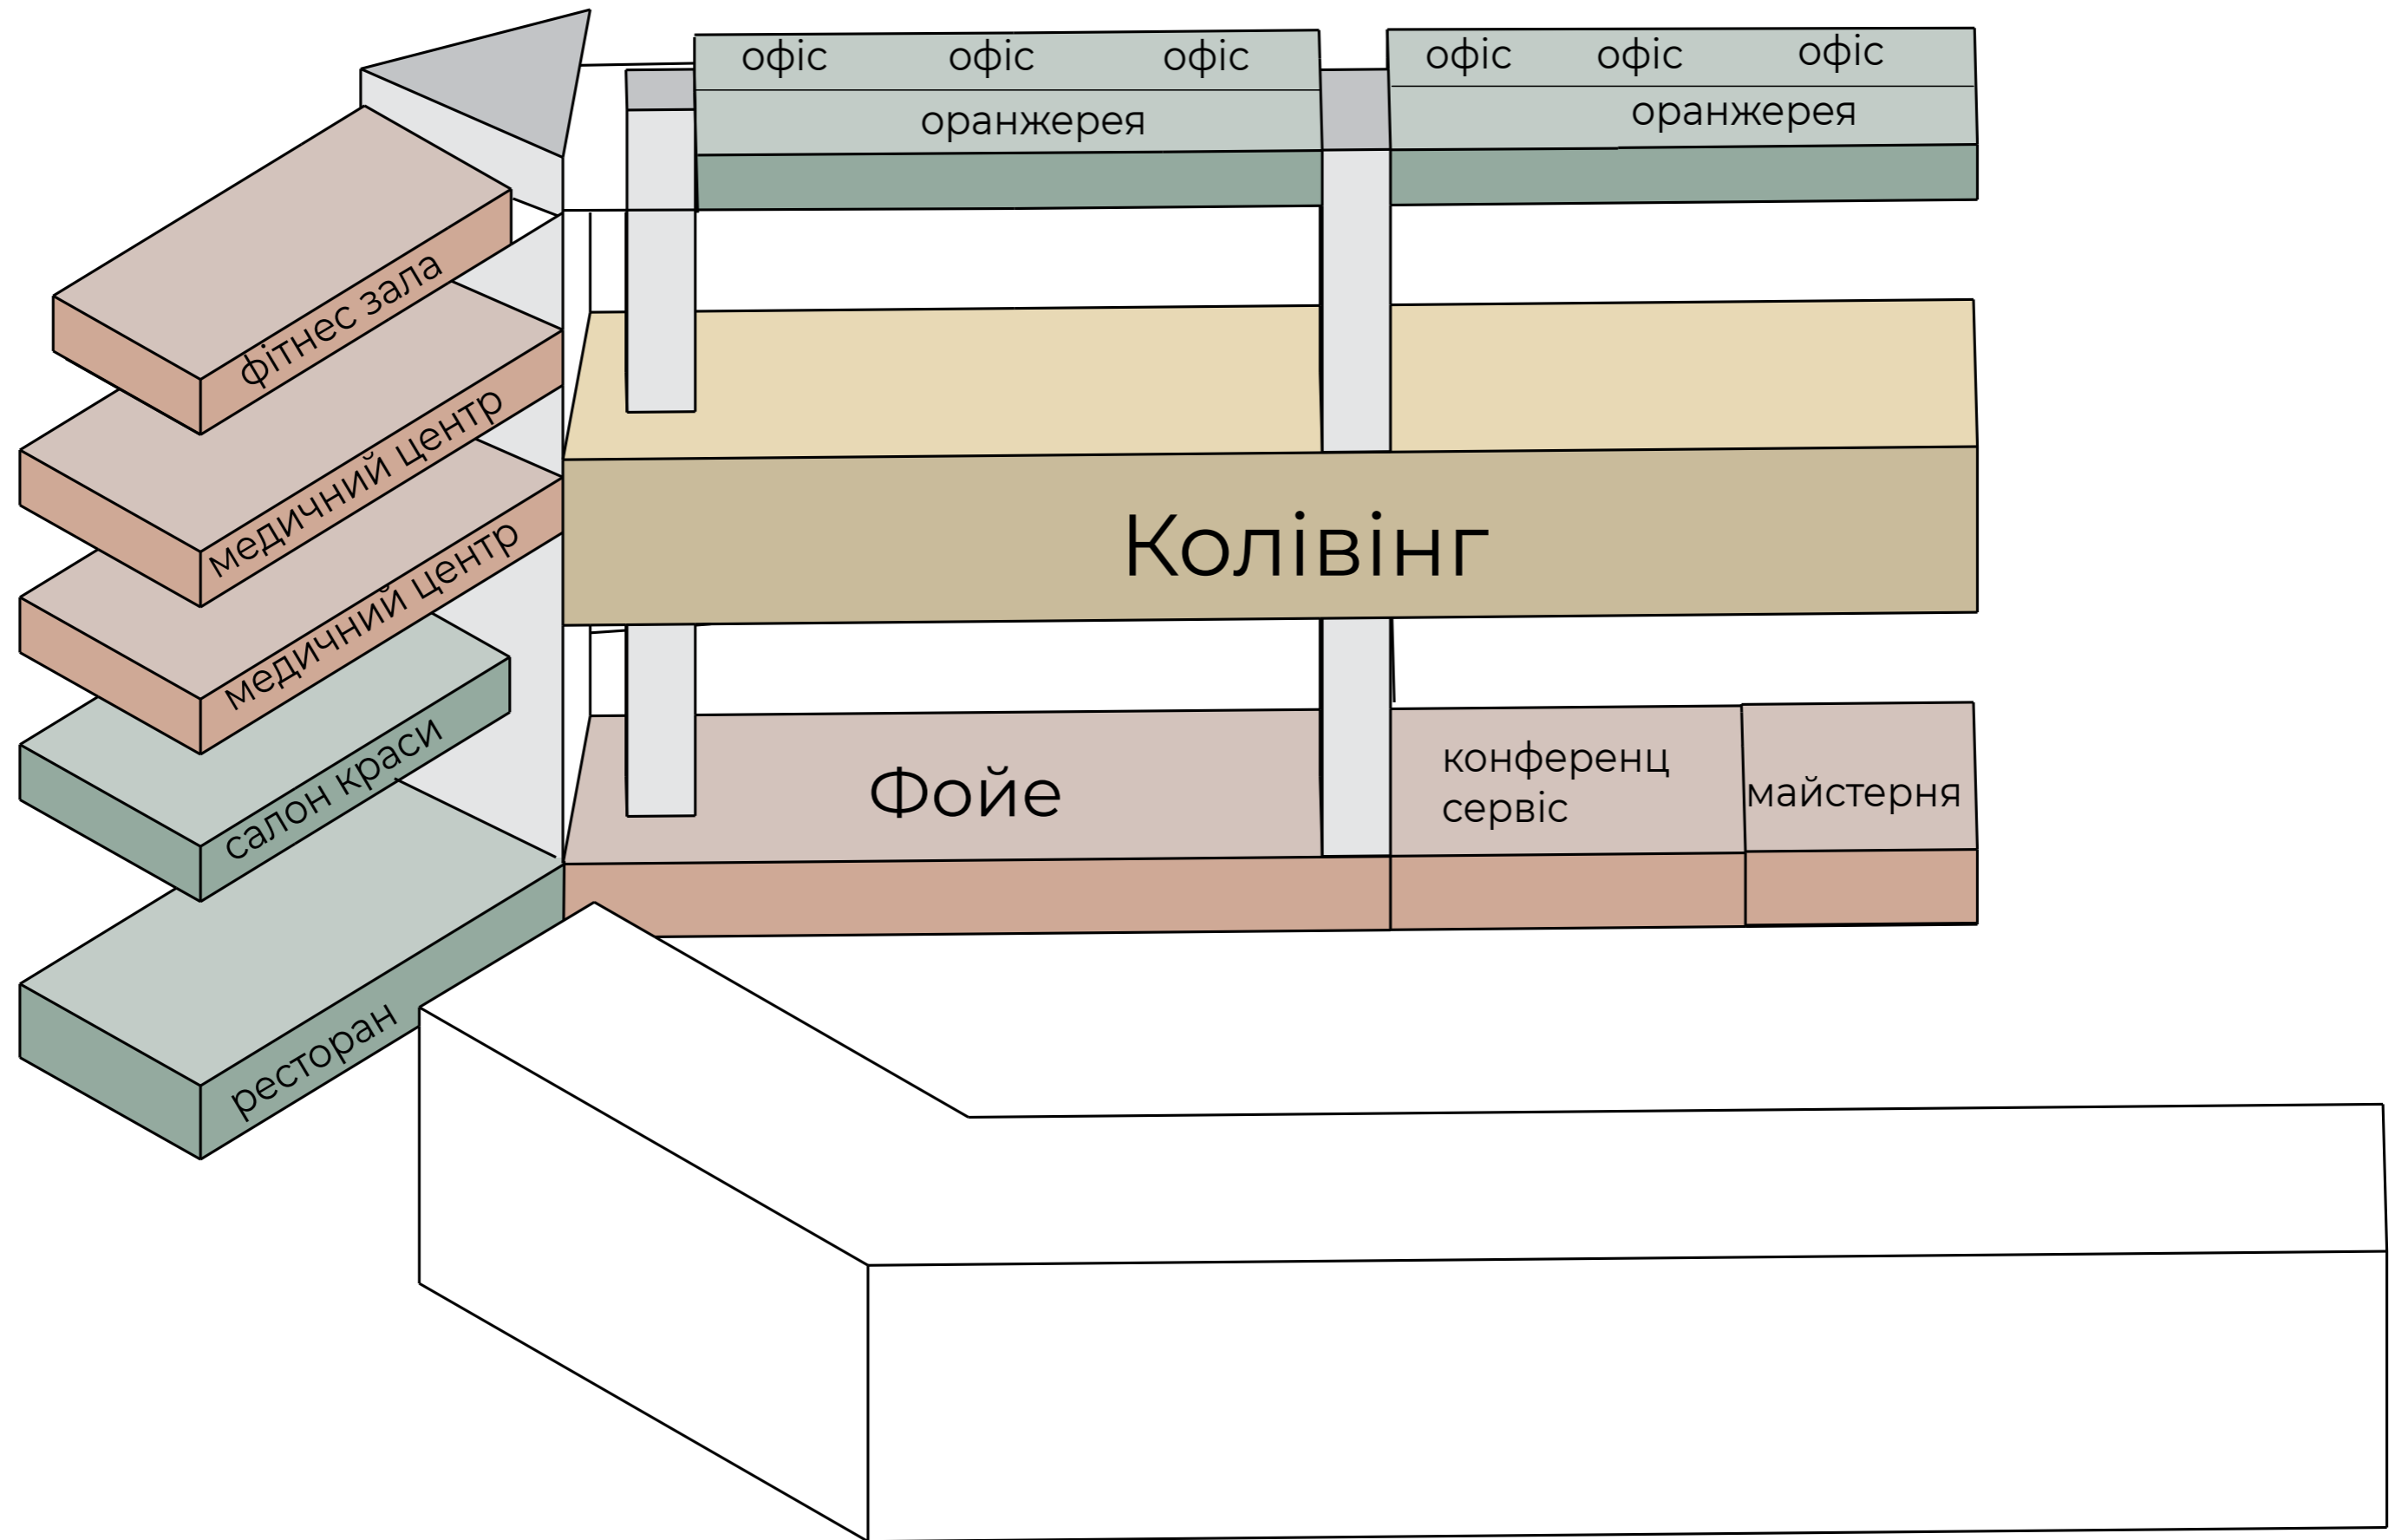 офіс офіс офіс офіс офіс офіс
оранжерея оранжерея
фітнес зала
медичний центр
медичний центр
салон краси
ресторан
Колівінг
Фойе
конференц
сервіс
майстерня